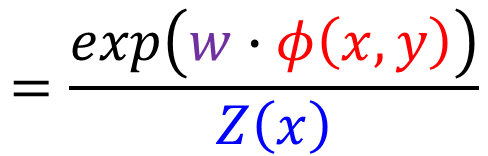 = exp(w · ϕ(x, y)) / Z(x)